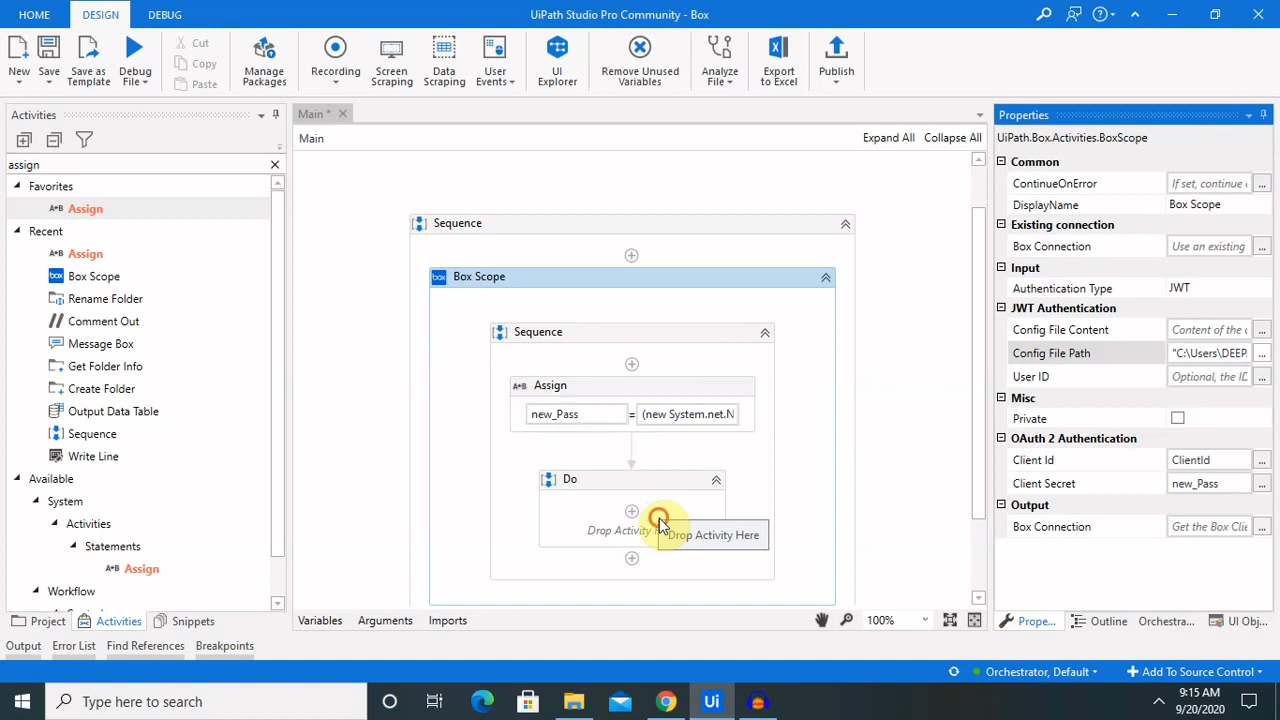 HOME DESIGN DEBUG UiPath Studio Pro Community - Box
New Save Save as Template Debug File Cut Copy Paste Manage Packages Recording Screen Scraping Data Scraping User Events UI Explorer Remove Unused Variables Analyze File Export to Excel Publish
Activities
assign
Favorites
Assign
Recent
Assign
Box Scope
Rename Folder
Comment Out
Message Box
Get Folder Info
Create Folder
Output Data Table
Sequence
Write Line
Available
System
Activities
Statements
Assign
Workflow
Project Activities Snippets
Output Error List Find References Breakpoints
Main *
Main Expand All Collapse All
Sequence
box Box Scope
Sequence
A*B Assign
new_Pass = (new System.net.N
Do
Drop Activity
Drop Activity Here
Variables Arguments Imports 100%
Properties
UiPath.Box.Activities.BoxScope
Common
ContinueOnError If set, continue
DisplayName Box Scope
Existing connection
Box Connection Use an existing
Input
Authentication Type JWT
JWT Authentication
Config File Content Content of the
Config File Path "C:\Users\DEEP.
User ID Optional, the ID
Misc
Private
OAuth 2 Authentication
Client Id ClientId
Client Secret new_Pass
Output
Box Connection Get the Box Clie
Prope... Outline Orchestra... UI Obj...
Orchestrator, Default Add To Source Control
Type here to search
Ui
9:15 AM
9/20/2020